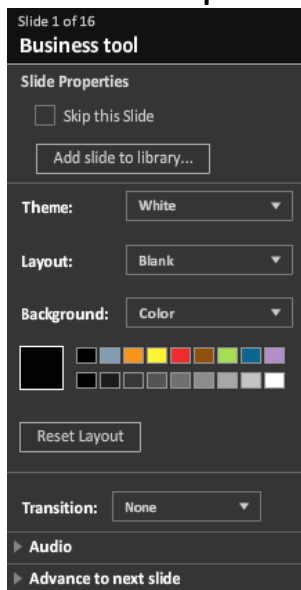 Slide 1 of 16
Business tool
Slide Properties
Skip this Slide
Add slide to library...
Theme: White
Layout: Blank
Background: Color
Reset Layout
Transition: None
Audio
Advance to next slide